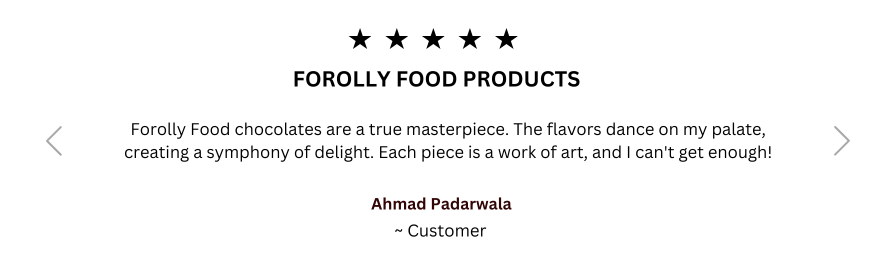 ★ ★ ★ ★ ★
FOROLLY FOOD PRODUCTS
Forolly Food chocolates are a true masterpiece. The flavors dance on my palate,
creating a symphony of delight. Each piece is a work of art, and I can't get enough!
Ahmad Padarwala
~ Customer